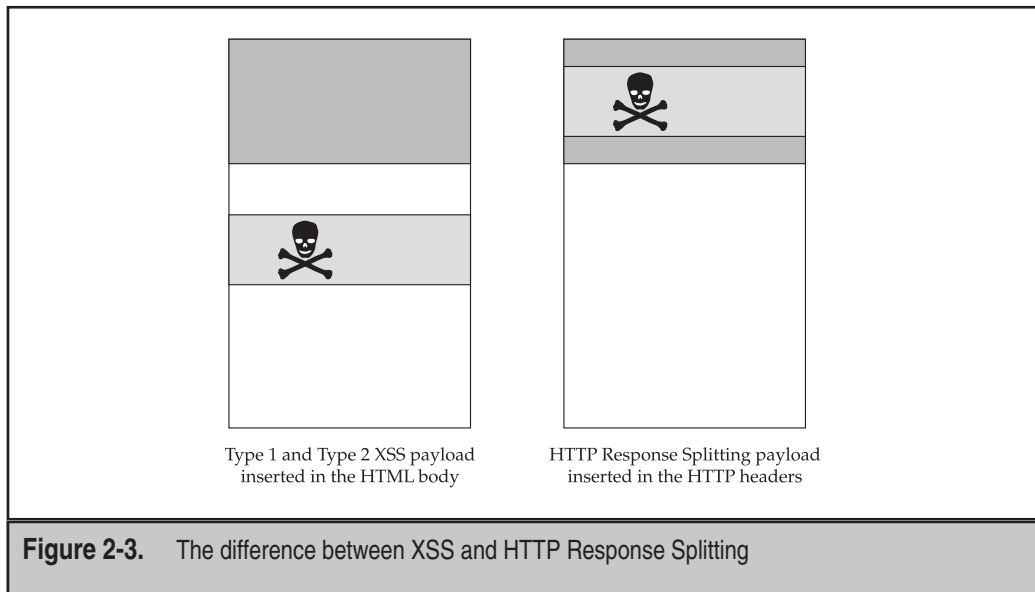 Type 1 and Type 2 XSS payload
inserted in the HTML body
HTTP Response Splitting payload
inserted in the HTTP headers
Figure 2-3. The difference between XSS and HTTP Response Splitting